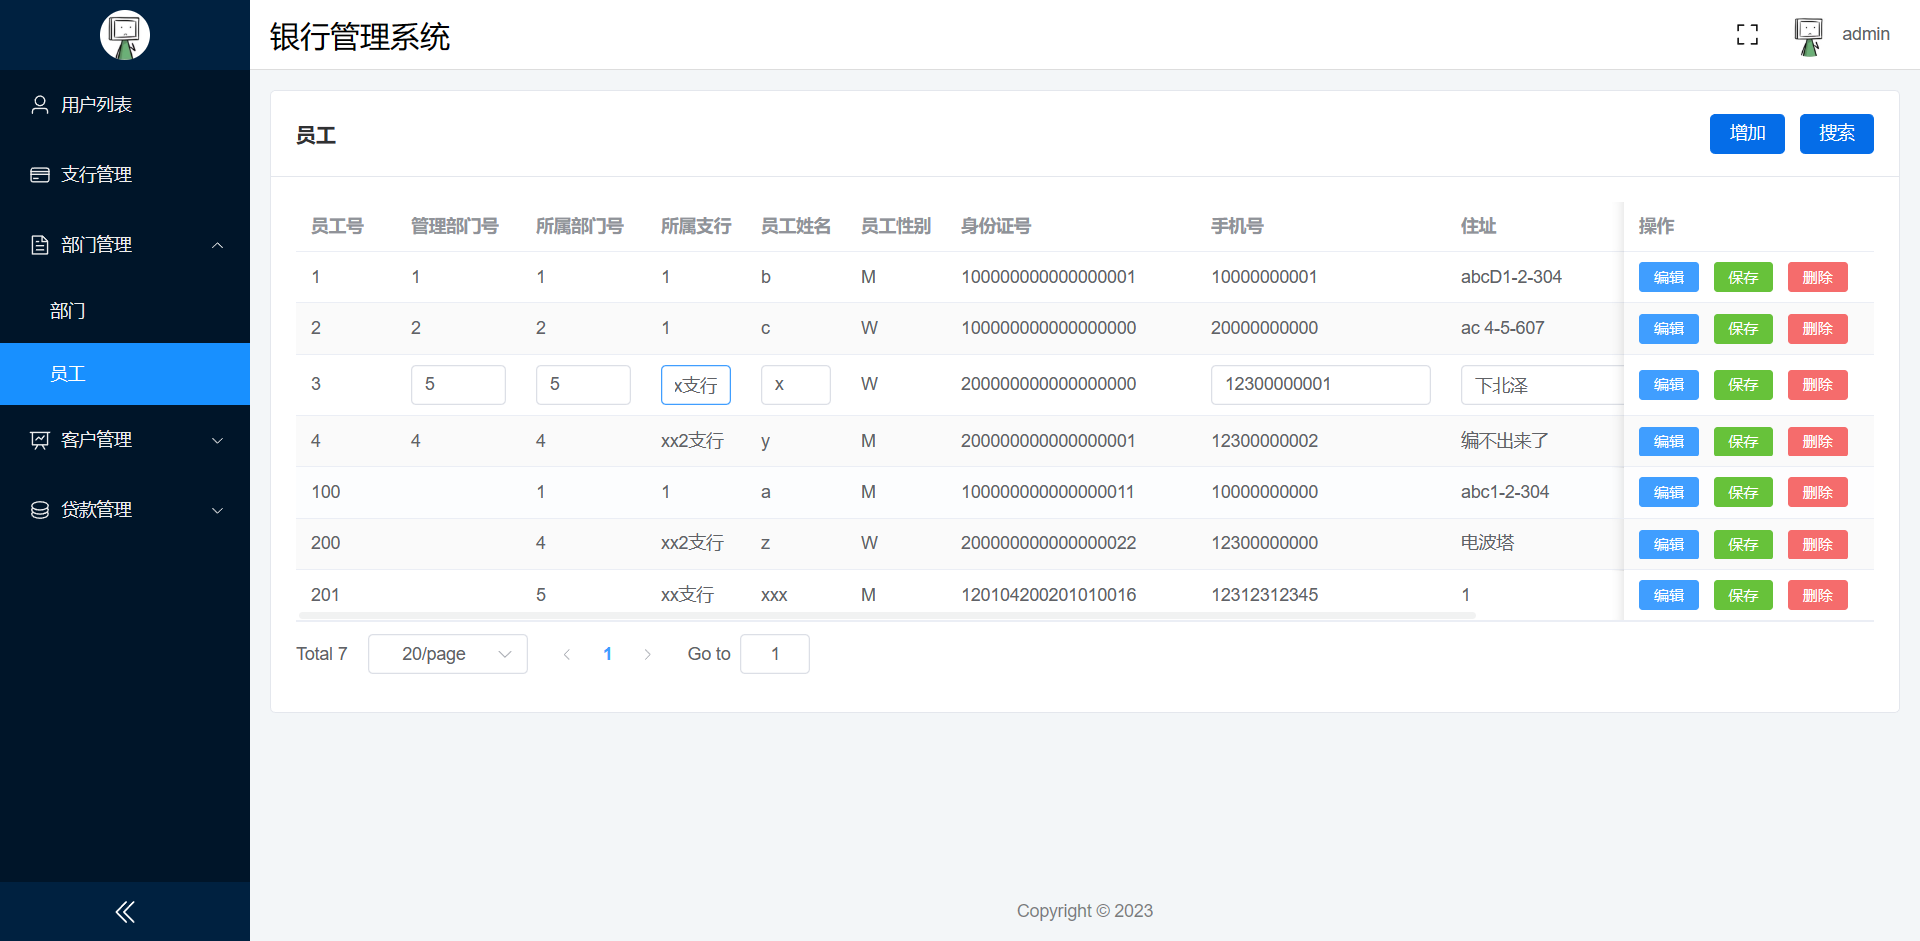 银行管理系统
admin
用户列表
支行管理
部门管理
部门
员工
客户管理
贷款管理
员工
增加 搜索
员工号 管理部门号 所属部门号 所属支行 员工姓名 员工性别 身份证号 手机号 住址 操作
1 1 1 1 b M 100000000000000001 10000000001 abcD1-2-304 编辑 保存 删除
2 2 2 1 c W 100000000000000000 20000000000 ac 4-5-607 编辑 保存 删除
3 5 5 x支行 x W 200000000000000000 12300000001 下北泽 编辑 保存 删除
4 4 4 xx2支行 y M 200000000000000001 12300000002 编不出来了 编辑 保存 删除
100 1 1 a M 100000000000000011 10000000000 abc1-2-304 编辑 保存 删除
200 4 xx2支行 z W 200000000000000022 12300000000 电波塔 编辑 保存 删除
201 5 xx支行 xxx M 120104200201010016 12312312345 1 编辑 保存 删除
Total 7 20/page 1 Go to 1
Copyright © 2023